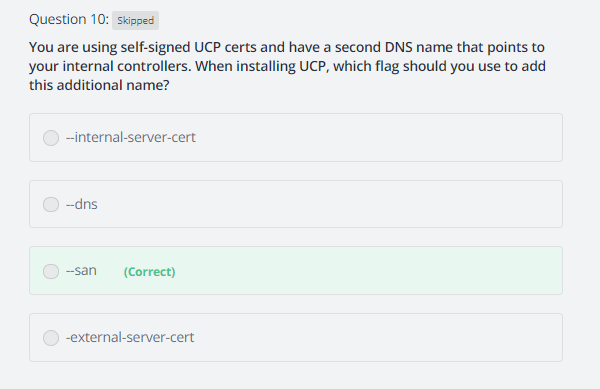 Question 10: Skipped
You are using self-signed UCP certs and have a second DNS name that points to
your internal controllers. When installing UCP, which flag should you use to add
this additional name?
--internal-server-cert
--dns
--san (Correct)
-external-server-cert